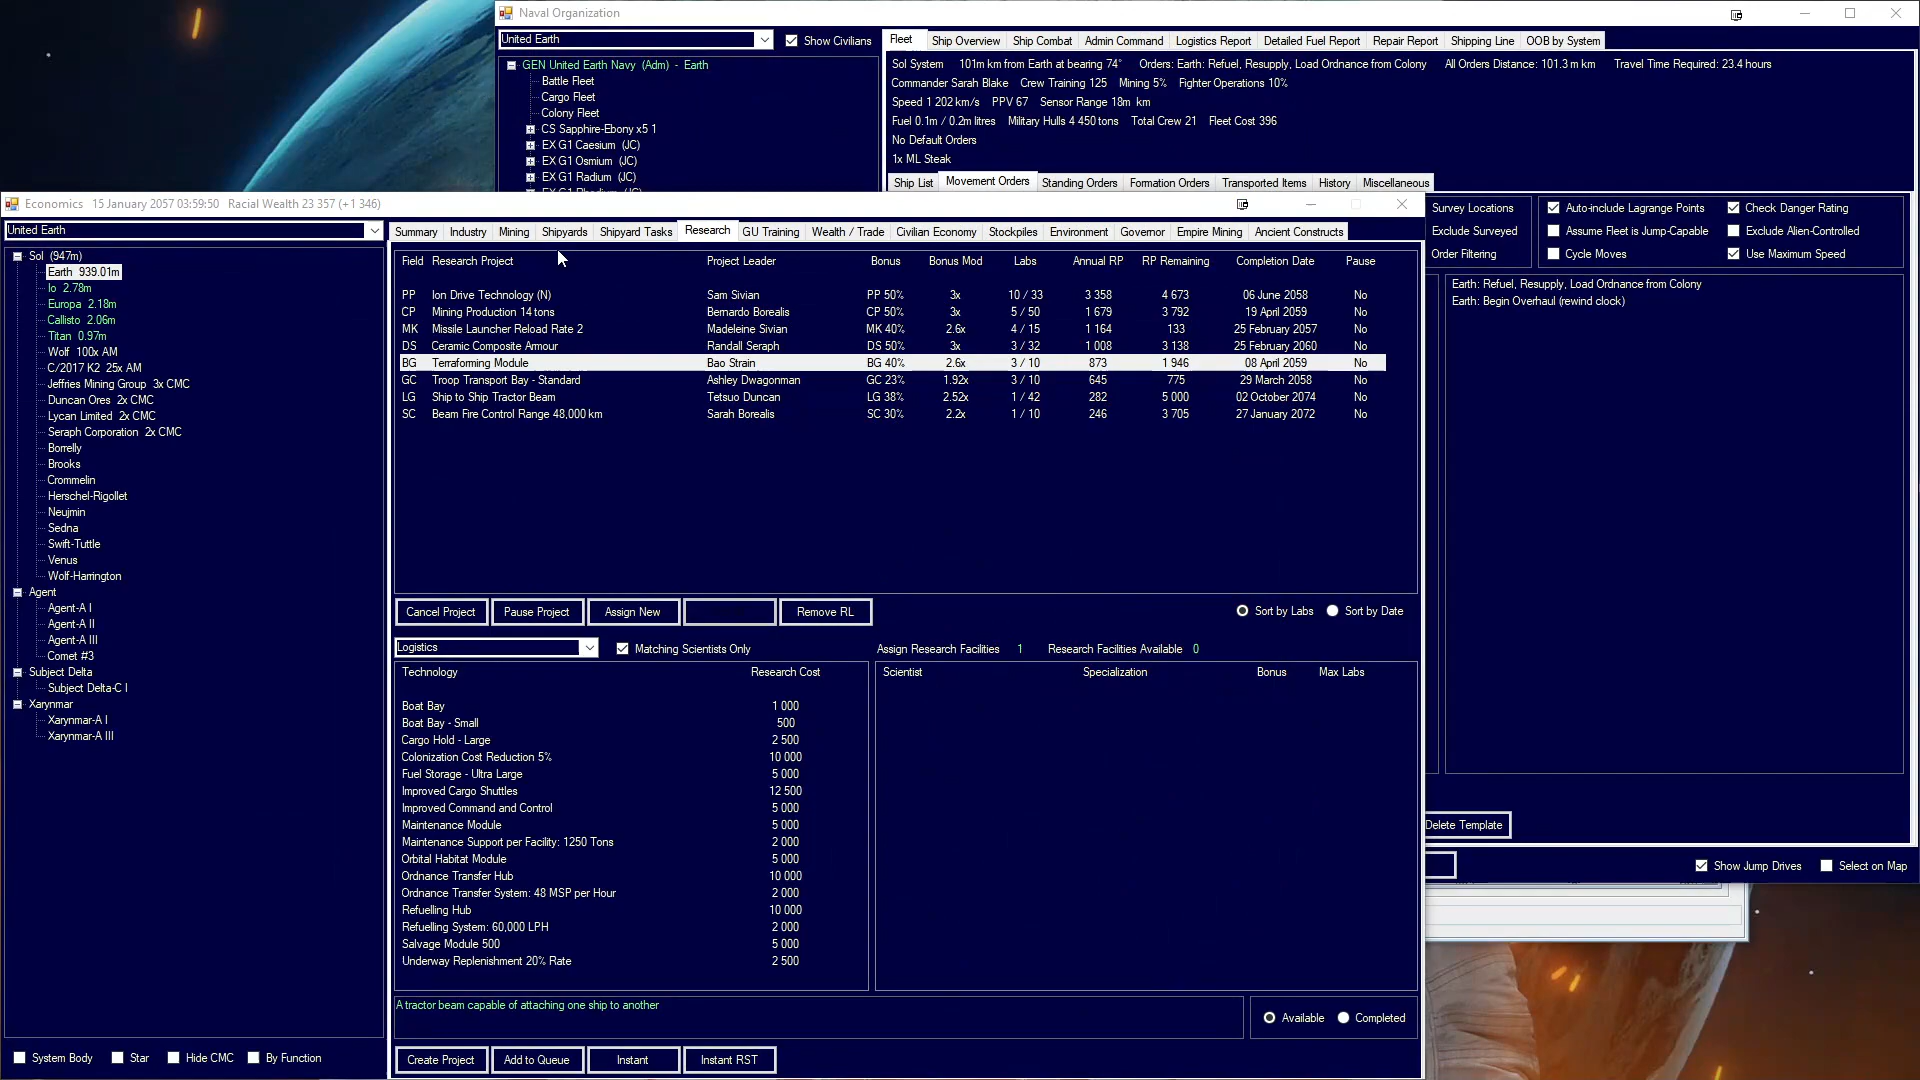 Naval Organization
United Earth
Show Civilians
Fleet Ship Overview Ship Combat Admin Command Logistics Report Detailed Fuel Report Repair Report Shipping Line OOB by System
GEN United Earth Navy (Adm) - Earth
Battle Fleet
Cargo Fleet
Colony Fleet
CS Sapphire-Ebony x5 1
EX G1 Caesium (JC)
EX G1 Osmium (JC)
EX G1 Radium (JC)
Sol System 101m km from Earth at bearing 74° Orders: Earth: Refuel, Resupply, Load Ordnance from Colony All Orders Distance: 101.3 m km Travel Time Required: 23.4 hours
Commander Sarah Blake Crew Training 125 Mining 5% Fighter Operations 10%
Speed 1 202 km/s PPV 67 Sensor Range 18m km
Fuel 0.1m / 0.2m litres Military Hulls 4 450 tons Total Crew 21 Fleet Cost 396
No Default Orders
1x ML Steak
Ship List Movement Orders Standing Orders Formation Orders Transported Items History Miscellaneous
Survey Locations
Exclude Surveyed
Order Filtering
Auto-include Lagrange Points Check Danger Rating
Assume Fleet is Jump-Capable Exclude Alien-Controlled
Cycle Moves Use Maximum Speed
Earth: Refuel, Resupply, Load Ordnance from Colony
Earth: Begin Overhaul (rewind clock)
Delete Template
Show Jump Drives Select on Map
Economics 15 January 2057 03:59:50 Racial Wealth 23 357 (+1 346)
United Earth
Summary Industry Mining Shipyards Shipyard Tasks Research GU Training Wealth / Trade Civilian Economy Stockpiles Environment Governor Empire Mining Ancient Constructs
Sol (947m)
Earth 939.01m
Io 2.78m
Europa 2.18m
Callisto 2.06m
Titan 0.97m
Wolf 100x AM
C/2017 K2 25x AM
Jeffries Mining Group 3x CMC
Duncan Ores 2x CMC
Lycan Limited 2x CMC
Seraph Corporation 2x CMC
Borrelly
Brooks
Crommelin
Herschel-Rigollet
Neujmin
Sedna
Swift-Tuttle
Venus
Wolf-Harrington
Agent
Agent-A I
Agent-A II
Agent-A III
Comet #3
Subject Delta
Subject Delta-C I
Xarynmar
Xarynmar-A I
Xarynmar-A III
System Body Star Hide CMC By Function
Field Research Project Project Leader Bonus Bonus Mod Labs Annual RP RP Remaining Completion Date Pause
PP Ion Drive Technology (N) Sam Sivian PP 50% 3x 10 / 33 3 358 4 673 06 June 2058 No
CP Mining Production 14 tons Bernardo Borealis CP 50% 3x 5 / 50 1 679 3 792 19 April 2059 No
MK Missile Launcher Reload Rate 2 Madeleine Sivian MK 40% 2.6x 4 / 15 1 164 133 25 February 2057 No
DS Ceramic Composite Armour Randall Seraph DS 50% 3x 3 / 32 1 008 3 138 25 February 2060 No
BG Terraforming Module Bao Strain BG 40% 2.6x 3 / 10 873 1 946 08 April 2059 No
GC Troop Transport Bay - Standard Ashley Dwagonman GC 23% 1.92x 3 / 10 645 775 29 March 2058 No
LG Ship to Ship Tractor Beam Tetsuo Duncan LG 38% 2.52x 1 / 42 282 5 000 02 October 2074 No
SC Beam Fire Control Range 48,000 km Sarah Borealis SC 30% 2.2x 1 / 10 246 3 705 27 January 2072 No
Cancel Project Pause Project Assign New Remove RL Sort by Labs Sort by Date
Logistics Matching Scientists Only Assign Research Facilities 1 Research Facilities Available 0
Technology Research Cost
Boat Bay 1 000
Boat Bay - Small 500
Cargo Hold - Large 2 500
Colonization Cost Reduction 5% 10 000
Fuel Storage - Ultra Large 5 000
Improved Cargo Shuttles 12 500
Improved Command and Control 5 000
Maintenance Module 5 000
Maintenance Support per Facility: 1250 Tons 2 000
Orbital Habitat Module 5 000
Ordnance Transfer Hub 10 000
Ordnance Transfer System: 48 MSP per Hour 2 000
Refuelling Hub 10 000
Refuelling System: 60,000 LPH 2 000
Salvage Module 500 5 000
Underway Replenishment 20% Rate 2 500
Scientist Specialization Bonus Max Labs
A tractor beam capable of attaching one ship to another
Available Completed
Create Project Add to Queue Instant Instant RST